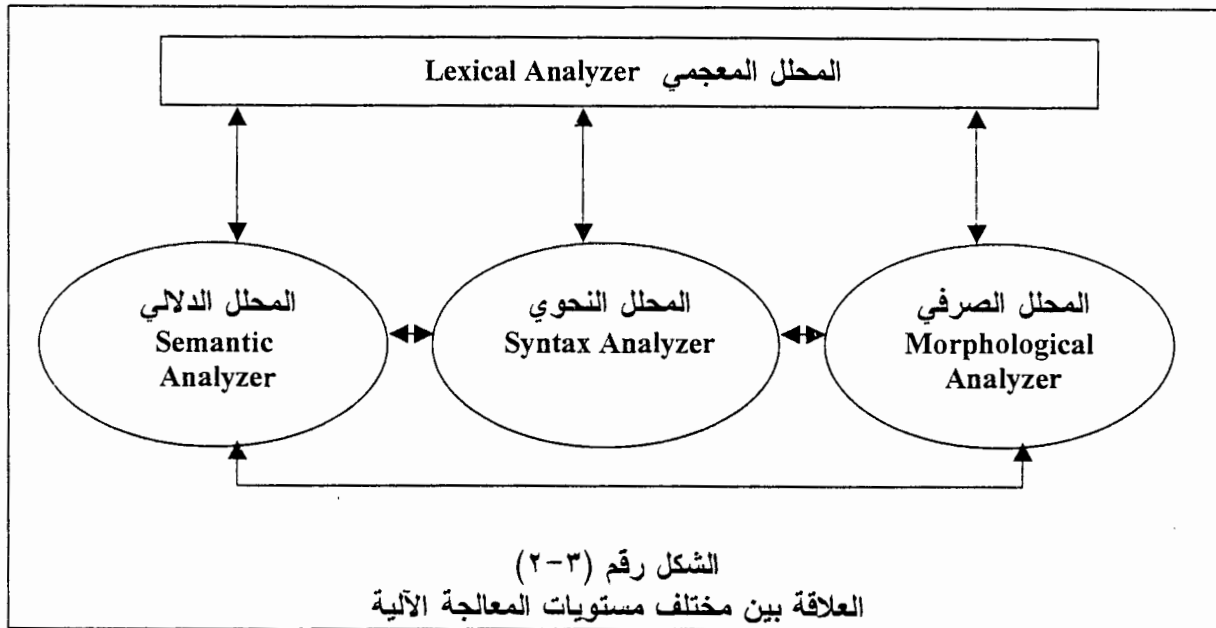 المحلل المعجمي Lexical Analyzer
المحلل الصرفي
Morphological
Analyzer
المحلل النحوي
Syntax Analyzer
المحلل الدلالي
Semantic
Analyzer
الشكل رقم (٣-٢)
العلاقة بين مختلف مستويات المعالجة الآلية